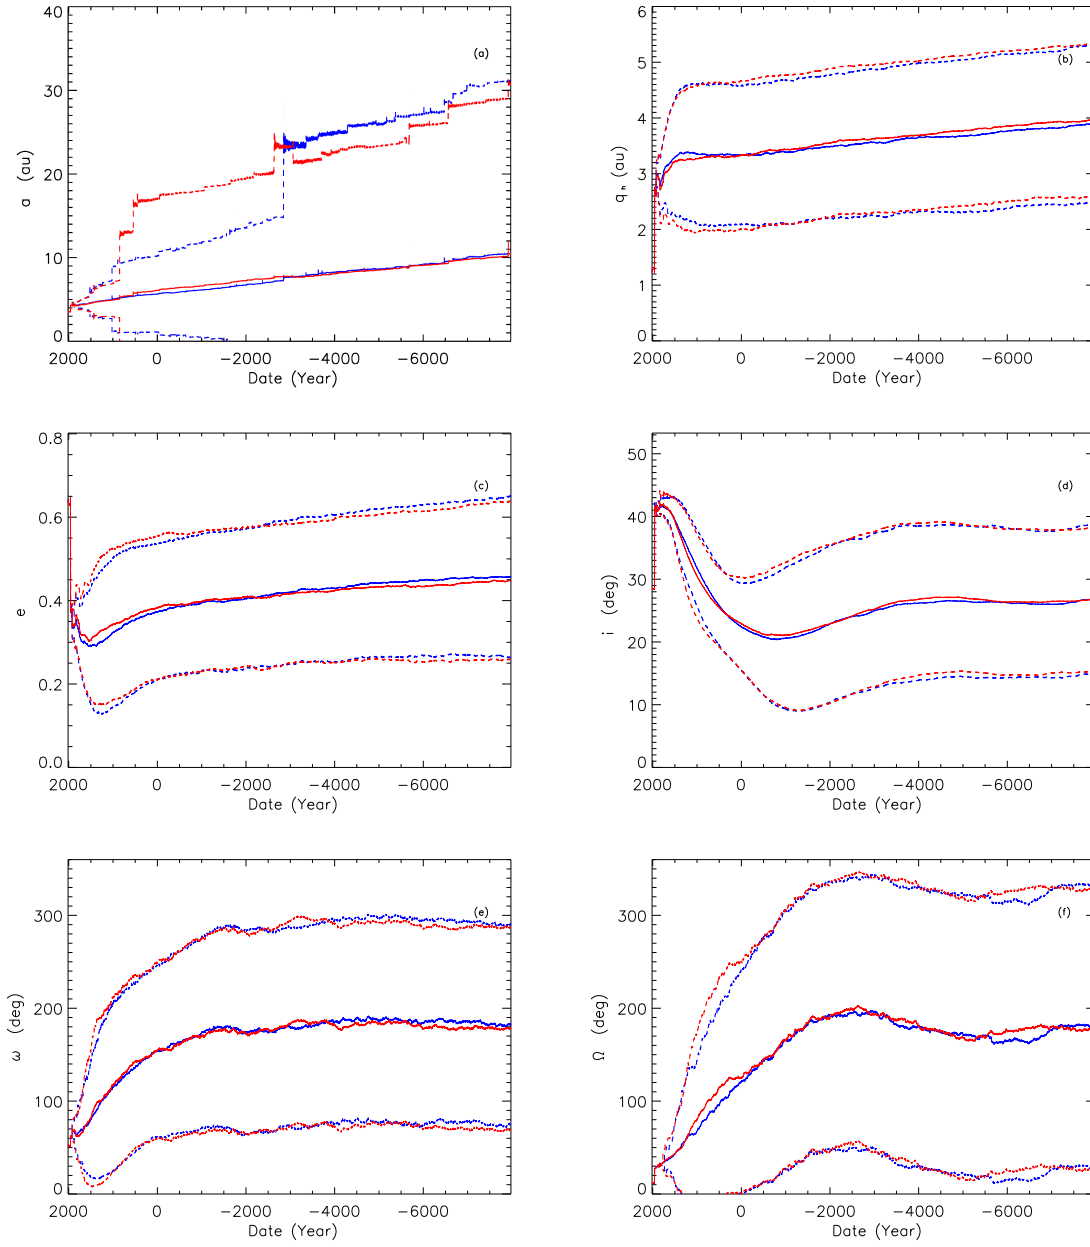 40
30
20
10
0
a (au)
(a)
2000 0 -2000 -4000 -6000
Date (Year)
6
5
4
3
2
1
0
q h (au)
(b)
2000 0 -2000 -4000 -6000
Date (Year)
0.8
0.6
0.4
0.2
0.0
e
(c)
2000 0 -2000 -4000 -6000
Date (Year)
50
40
30
20
10
0
i (deg)
(d)
2000 0 -2000 -4000 -6000
Date (Year)
300
200
100
0
ω (deg)
(e)
2000 0 -2000 -4000 -6000
Date (Year)
300
200
100
0
Ω (deg)
(f)
2000 0 -2000 -4000 -6000
Date (Year)